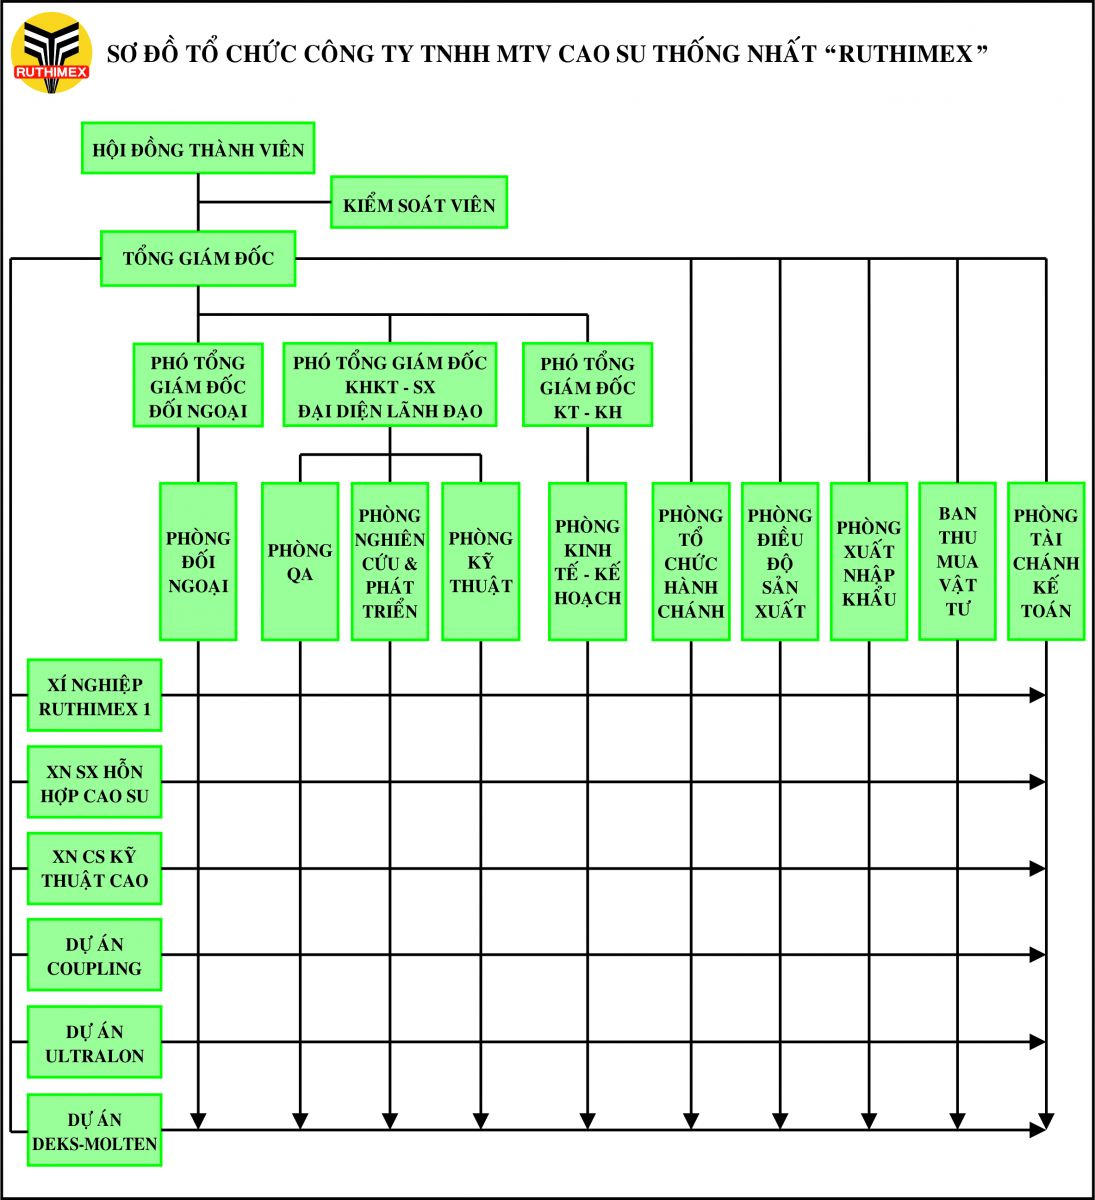 RUTHIMEX
SƠ ĐỒ TỔ CHỨC CÔNG TY TNHH MTV CAO SU THỐNG NHẤT “RUTHIMEX”
HỘI ĐỒNG THÀNH VIÊN
KIỂM SOÁT VIÊN
TỔNG GIÁM ĐỐC
PHÓ TỔNG
GIÁM ĐỐC
ĐỐI NGOẠI
PHÓ TỔNG GIÁM ĐỐC
KHKT - SX
ĐẠI DIỆN LÃNH ĐẠO
PHÓ TỔNG
GIÁM ĐỐC
KT - KH
PHÒNG
ĐỐI
NGOẠI
PHÒNG
QA
PHÒNG
NGHIÊN
CỨU &
PHÁT
TRIỂN
PHÒNG
KỸ
THUẬT
PHÒNG
KINH
TẾ - KẾ
HOẠCH
PHÒNG
TỔ
CHỨC
HÀNH
CHÁNH
PHÒNG
ĐIỀU
ĐỘ
SẢN
XUẤT
PHÒNG
XUẤT
NHẬP
KHẨU
BAN
THU
MUA
VẬT
TƯ
PHÒNG
TÀI
CHÁNH
KẾ
TOÁN
XÍ NGHIỆP
RUTHIMEX 1
XN SX HỖN
HỢP CAO SU
XN CS KỸ
THUẬT CAO
DỰ ÁN
COUPLING
DỰ ÁN
ULTRALON
DỰ ÁN
DEKS-MOLTEN